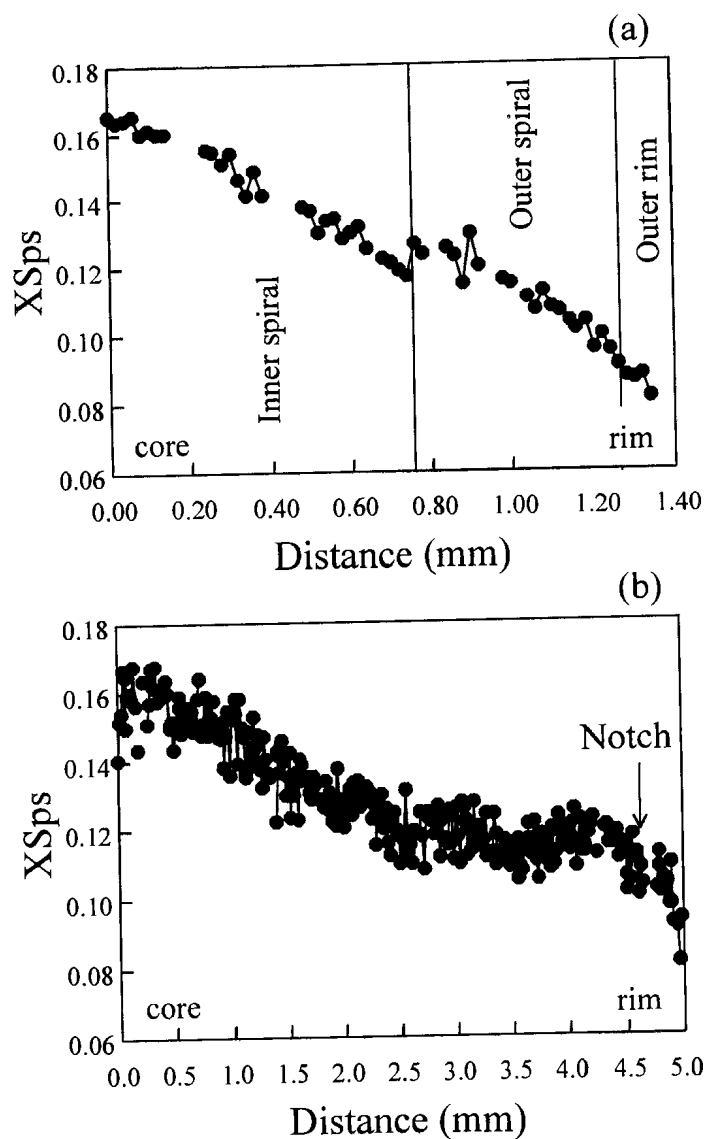 (a)
0.18
0.16
0.14
0.12
0.10
0.08
0.06
XSps
Inner spiral
Outer spiral
Outer rim
core
rim
0.00 0.20 0.40 0.60 0.80 1.00 1.20 1.40
Distance (mm)
(b)
0.18
0.16
0.14
0.12
0.10
0.08
0.06
XSps
Notch
core
rim
0.0 0.5 1.0 1.5 2.0 2.5 3.0 3.5 4.0 4.5 5.0
Distance (mm)